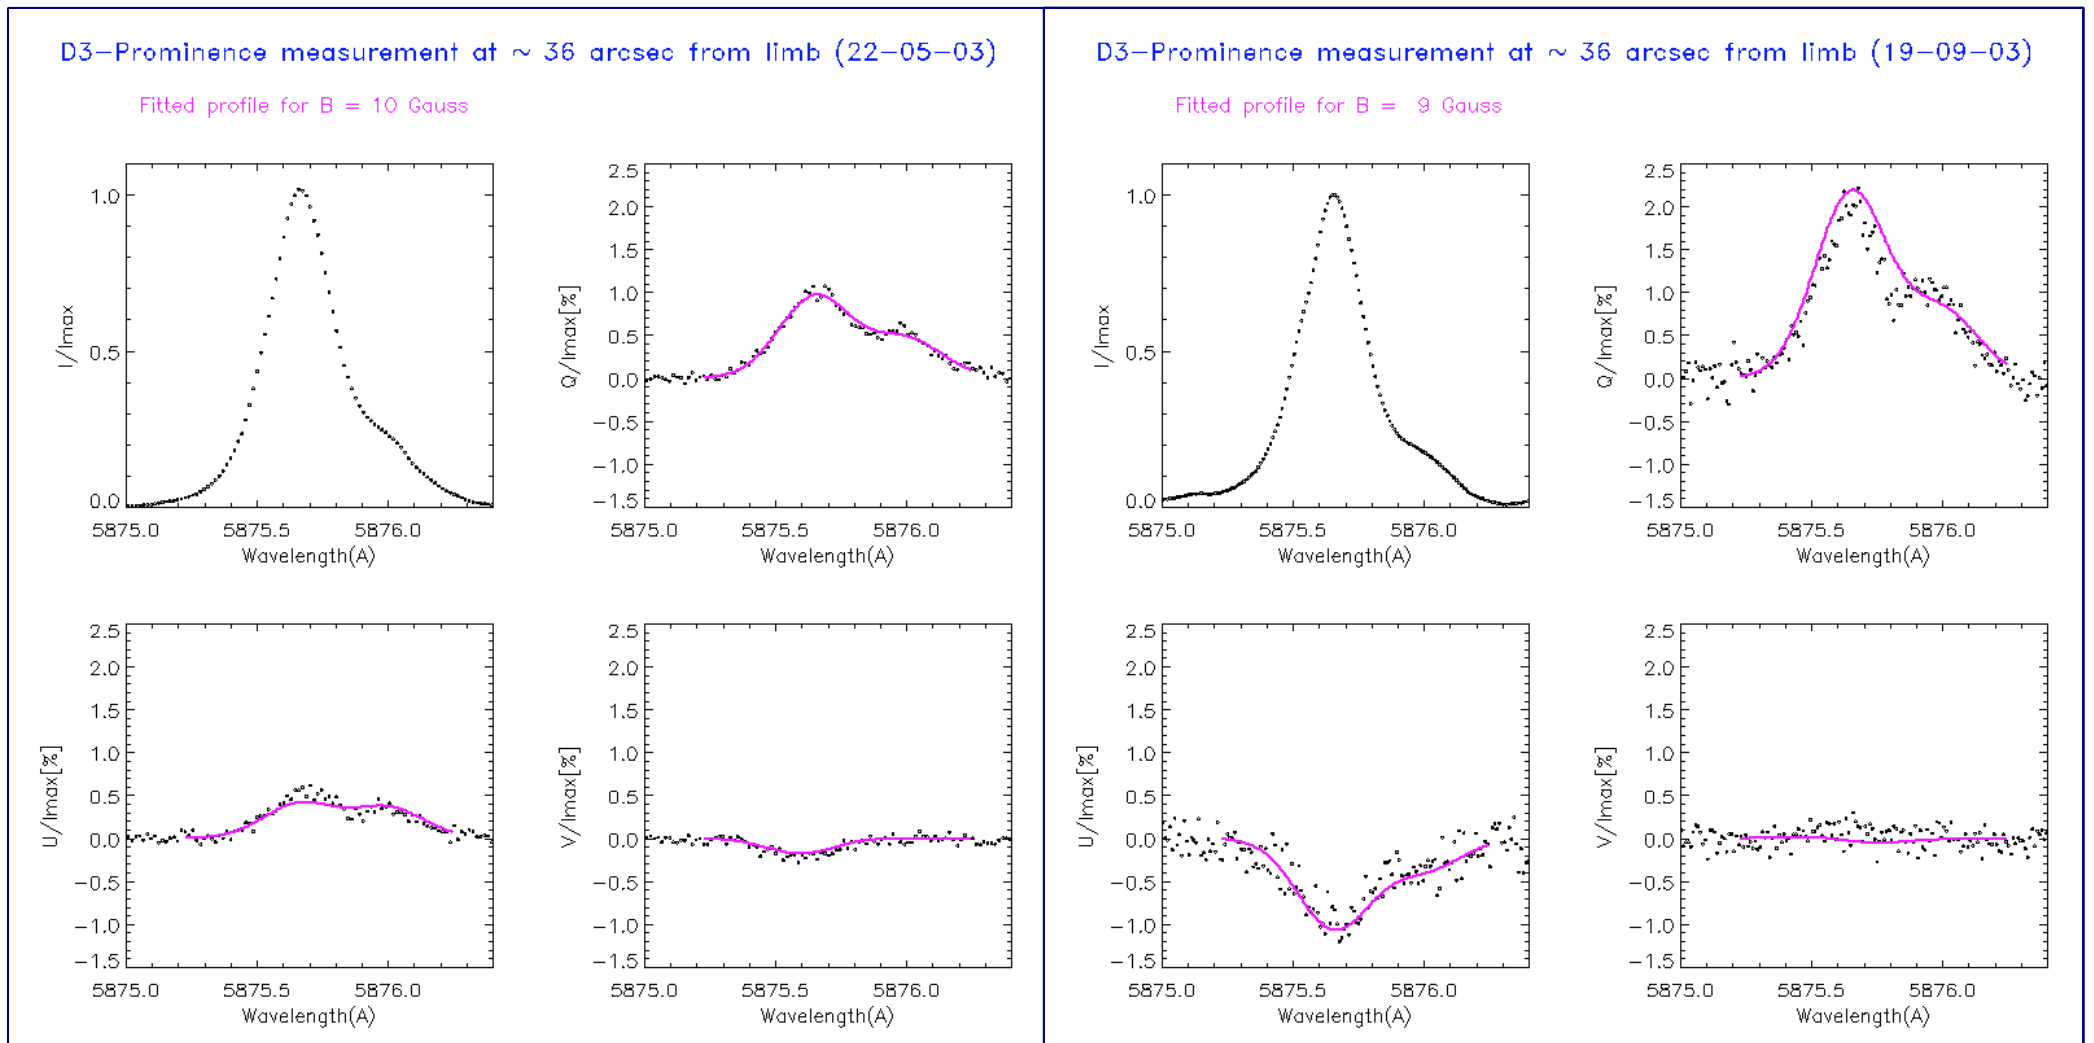 D3-Prominence measurement at ~ 36 arcsec from limb (22-05-03)
Fitted profile for B = 10 Gauss
1.0
0.5
0.0
I/Imax
5875.0 5875.5 5876.0
Wavelength(A)
2.5
2.0
1.5
1.0
0.5
0.0
-0.5
-1.0
-1.5
Q/Imax[%]
5875.0 5875.5 5876.0
Wavelength(A)
2.5
2.0
1.5
1.0
0.5
0.0
-0.5
-1.0
-1.5
U/Imax[%]
5875.0 5875.5 5876.0
Wavelength(A)
2.5
2.0
1.5
1.0
0.5
0.0
-0.5
-1.0
-1.5
V/Imax[%]
5875.0 5875.5 5876.0
Wavelength(A)
D3-Prominence measurement at ~ 36 arcsec from limb (19-09-03)
Fitted profile for B = 9 Gauss
1.0
0.5
0.0
I/Imax
5875.0 5875.5 5876.0
Wavelength(A)
2.5
2.0
1.5
1.0
0.5
0.0
-0.5
-1.0
-1.5
Q/Imax[%]
5875.0 5875.5 5876.0
Wavelength(A)
2.5
2.0
1.5
1.0
0.5
0.0
-0.5
-1.0
-1.5
U/Imax[%]
5875.0 5875.5 5876.0
Wavelength(A)
2.5
2.0
1.5
1.0
0.5
0.0
-0.5
-1.0
-1.5
V/Imax[%]
5875.0 5875.5 5876.0
Wavelength(A)